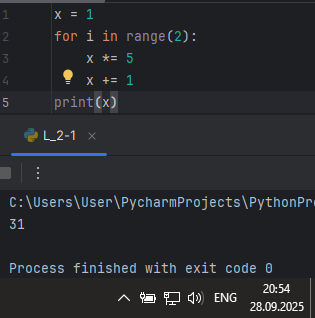 1 x = 1
2 for i in range(2):
3     x *= 5
4     x += 1
5 print(x)
L_2-1
C:\Users\User\PycharmProjects\PythonPro
31
Process finished with exit code 0
ENG
20:54
28.09.2025